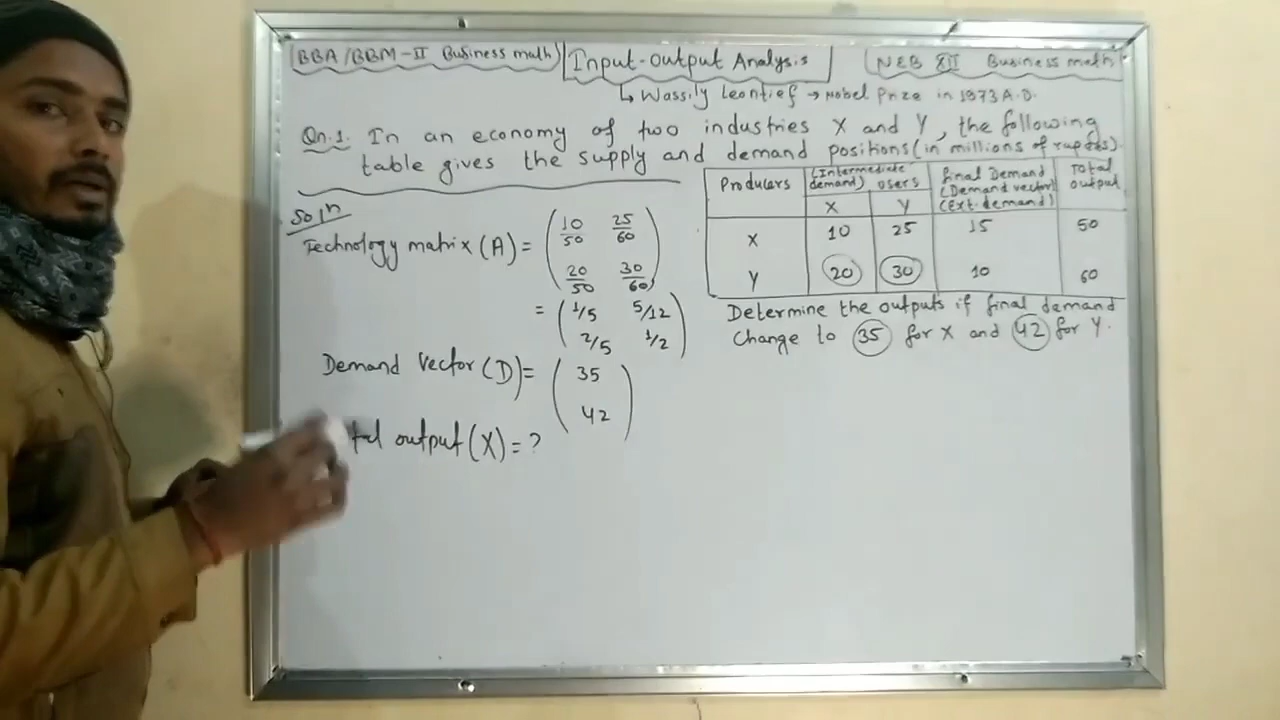 BBA/BBM-II Business math
Input-Output Analysis
NEB XII Business math
↳ Wassily Leontief → Nobel Prize in 1973 A.D.
Qn.1. In an economy of two industries X and Y, the following
table gives the supply and demand positions (in millions of rupees).
Producers (Intermediate demand) Users Final Demand (Demand vector) (Ext. demand) Total output
X Y
X 10 25 15 50
Y 20 30 10 60
Determine the outputs if final demand
change to 35 for X and 42 for Y.
Soln
Technology matrix (A) = ( 10/50 25/60
20/50 30/60 )
= ( 1/5 5/12
2/5 1/2 )
Demand Vector (D) = ( 35
42 )
output (X) = ?